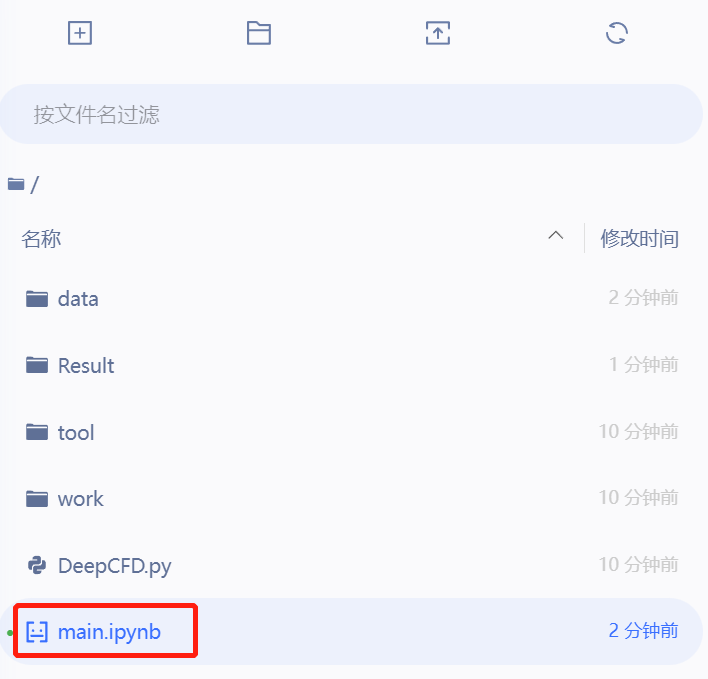 按文件名过滤
/
名称 修改时间
data 2 分钟前
Result 1 分钟前
tool 10 分钟前
work 10 分钟前
DeepCFD.py 10 分钟前
main.ipynb 2 分钟前